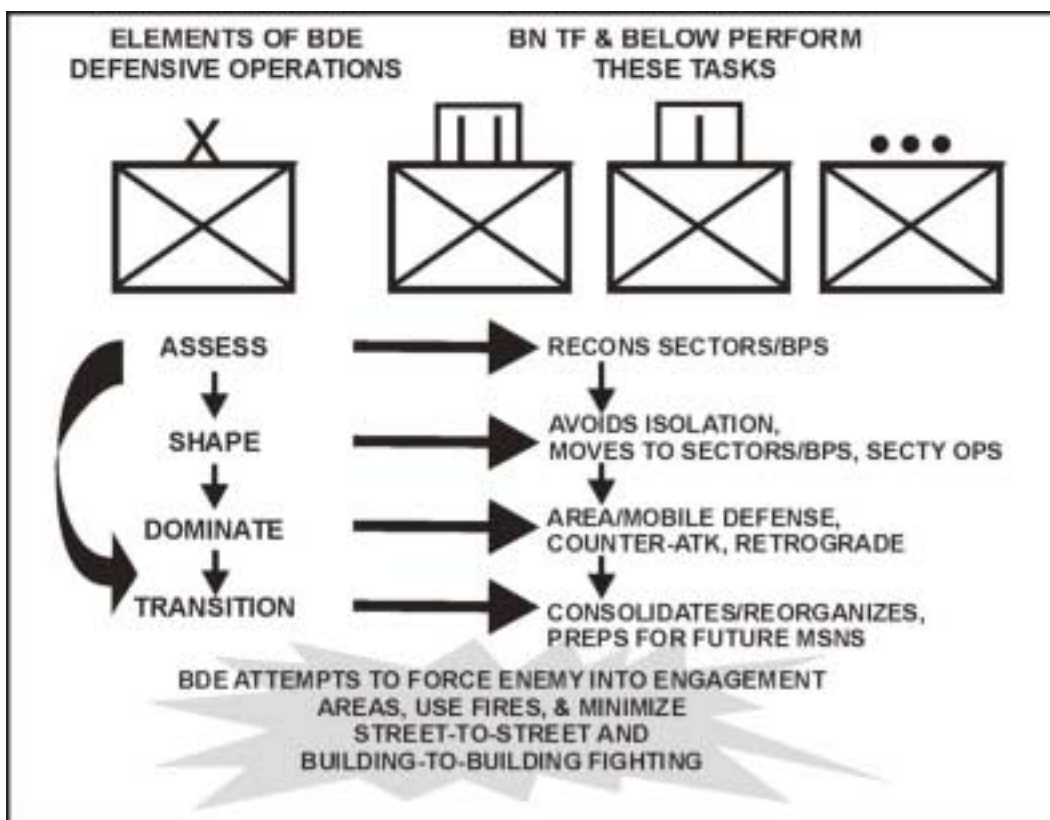 ELEMENTS OF BDE
DEFENSIVE OPERATIONS
BN TF & BELOW PERFORM
THESE TASKS
X
ASSESS
RECONS SECTORS/BPS
SHAPE
AVOIDS ISOLATION,
MOVES TO SECTORS/BPS, SECTY OPS
DOMINATE
AREA/MOBILE DEFENSE,
COUNTER-ATK, RETROGRADE
TRANSITION
CONSOLIDATES/REORGANIZES,
PREPS FOR FUTURE MSNS
BDE ATTEMPTS TO FORCE ENEMY INTO ENGAGEMENT
AREAS, USE FIRES, & MINIMIZE
STREET-TO-STREET AND
BUILDING-TO-BUILDING FIGHTING